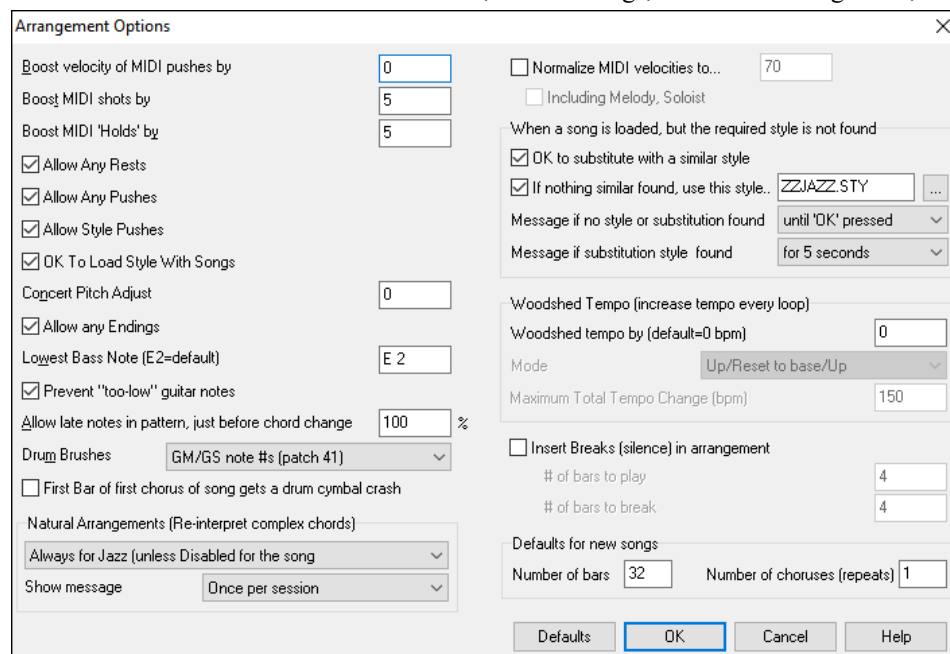 Arrangement Options
Boost velocity of MIDI pushes by 0
Boost MIDI shots by 5
Boost MIDI 'Holds' by 5
Allow Any Rests
Allow Any Pushes
Allow Style Pushes
OK To Load Style With Songs
Concert Pitch Adjust 0
Allow any Endings
Lowest Bass Note (E2=default) E 2
Prevent "too-low" guitar notes
Allow late notes in pattern, just before chord change 100 %
Drum Brushes GM/GS note #s (patch 41)
First Bar of first chorus of song gets a drum cymbal crash
Natural Arrangements (Re-interpret complex chords)
Always for Jazz (unless Disabled for the song
Show message Once per session
Normalize MIDI velocities to... 70
Including Melody, Soloist
When a song is loaded, but the required style is not found
OK to substitute with a similar style
If nothing similar found, use this style.. ZZJAZZ.STY ...
Message if no style or substitution found until 'OK' pressed
Message if substitution style found for 5 seconds
Woodshed Tempo (increase tempo every loop)
Woodshed tempo by (default=0 bpm) 0
Mode Up/Reset to base/Up
Maximum Total Tempo Change (bpm) 150
Insert Breaks (silence) in arrangement
# of bars to play 4
# of bars to break 4
Defaults for new songs
Number of bars 32 Number of choruses (repeats) 1
Defaults OK Cancel Help